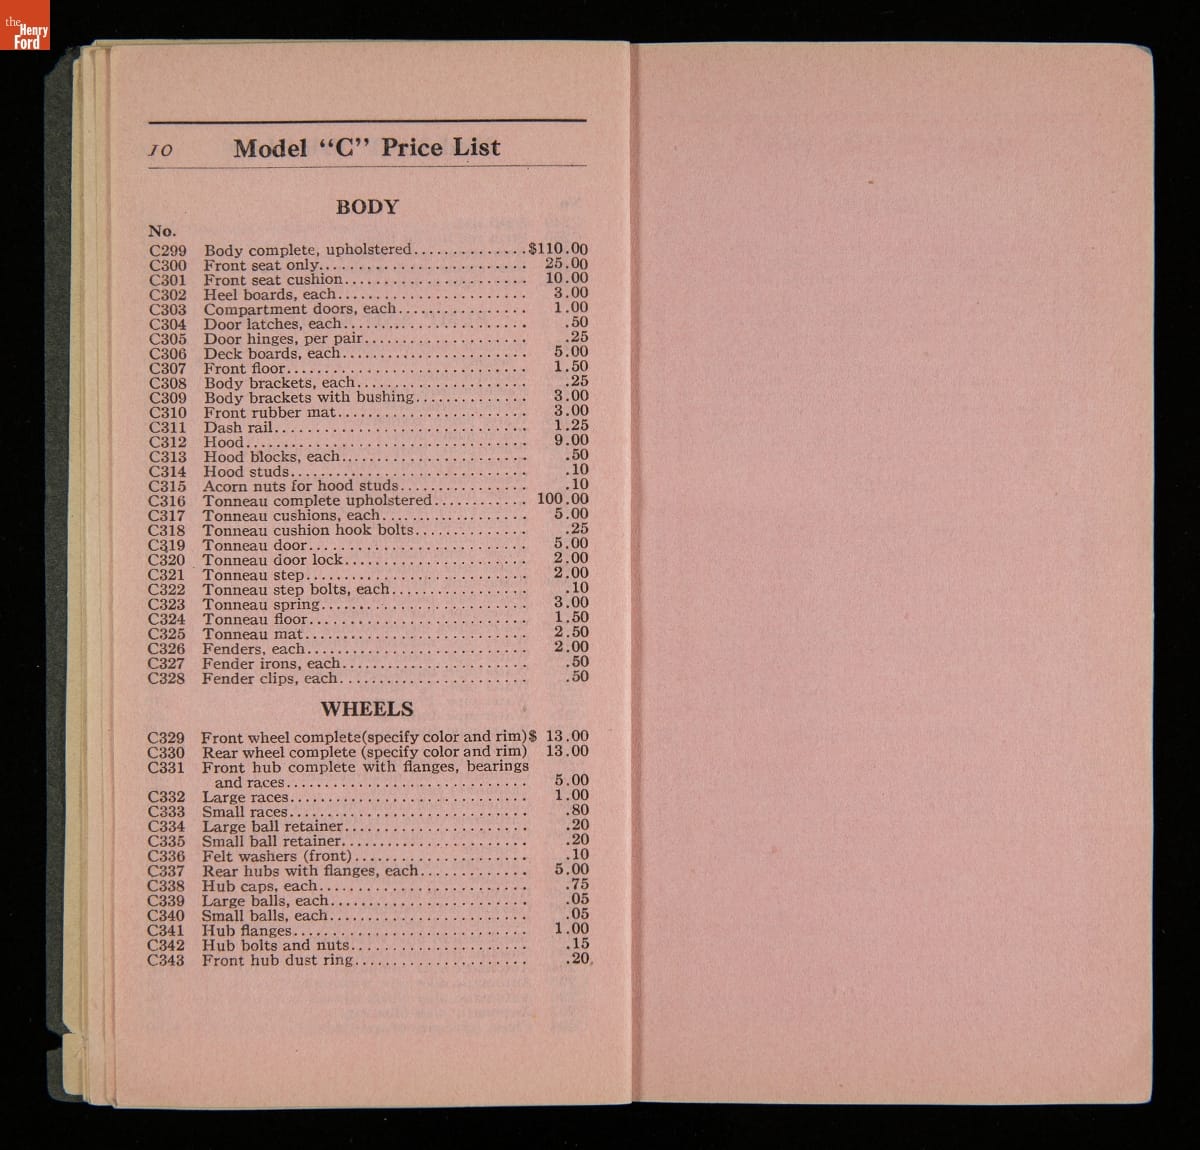 the
Henry
Ford
10 Model “C” Price List
BODY
No.
C299 Body complete, upholstered..............$110.00
C300 Front seat only......................... 25.00
C301 Front seat cushion....................... 10.00
C302 Heel boards, each........................ 3.00
C303 Compartment doors, each................ 1.00
C304 Door latches, each....................... .50
C305 Door hinges, per pair.................... .25
C306 Deck boards, each...................... 5.00
C307 Front floor............................. 1.50
C308 Body brackets, each..................... .25
C309 Body brackets with bushing.............. 3.00
C310 Front rubber mat........................ 3.00
C311 Dash rail............................... 1.25
C312 Hood................................... 9.00
C313 Hood blocks, each....................... .50
C314 Hood studs.............................. .10
C315 Acorn nuts for hood studs................ .10
C316 Tonneau complete upholstered............ 100.00
C317 Tonneau cushions, each.................. 5.00
C318 Tonneau cushion hook bolts.............. .25
C319 Tonneau door........................... 5.00
C320 Tonneau door lock....................... 2.00
C321 Tonneau step............................ 2.00
C322 Tonneau step bolts, each................. .10
C323 Tonneau spring.......................... 3.00
C324 Tonneau floor........................... 1.50
C325 Tonneau mat............................ 2.50
C326 Fenders, each........................... 2.00
C327 Fender irons, each....................... .50
C328 Fender clips, each....................... .50
WHEELS
C329 Front wheel complete(specify color and rim)$ 13.00
C330 Rear wheel complete (specify color and rim) 13.00
C331 Front hub complete with flanges, bearings
and races.............................. 5.00
C332 Large races............................. 1.00
C333 Small races............................. .80
C334 Large ball retainer...................... .20
C335 Small ball retainer....................... .20
C336 Felt washers (front)..................... .10
C337 Rear hubs with flanges, each............. 5.00
C338 Hub caps, each.......................... .75
C339 Large balls, each........................ .05
C340 Small balls, each........................ .05
C341 Hub flanges............................. 1.00
C342 Hub bolts and nuts...................... .15
C343 Front hub dust ring..................... .20